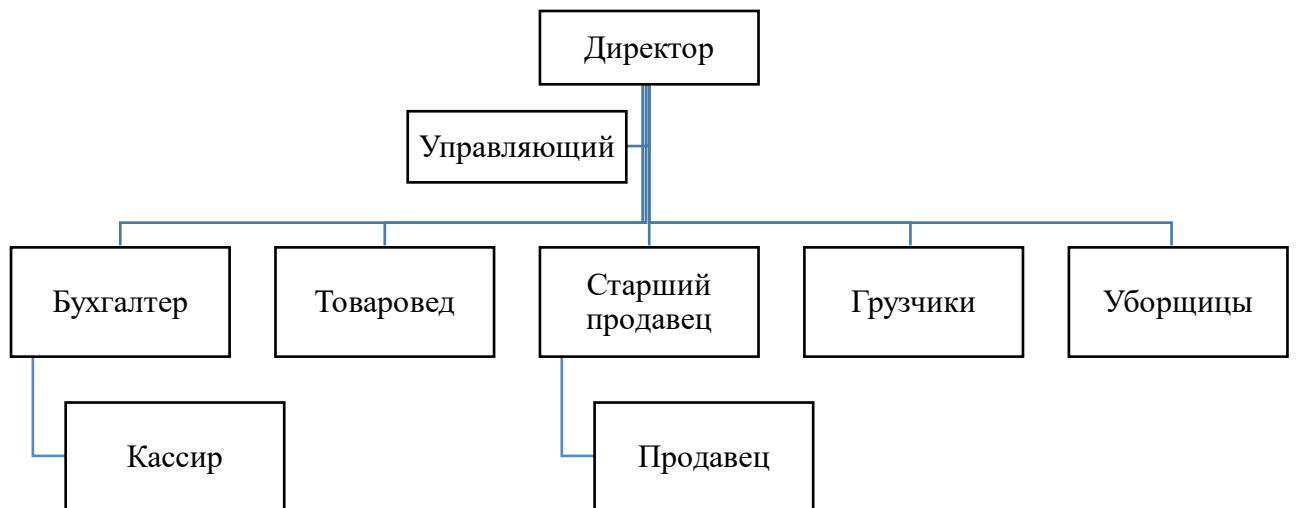 Директор
Управляющий
Бухгалтер
Товаровед
Старший
продавец
Грузчики
Уборщицы
Кассир
Продавец